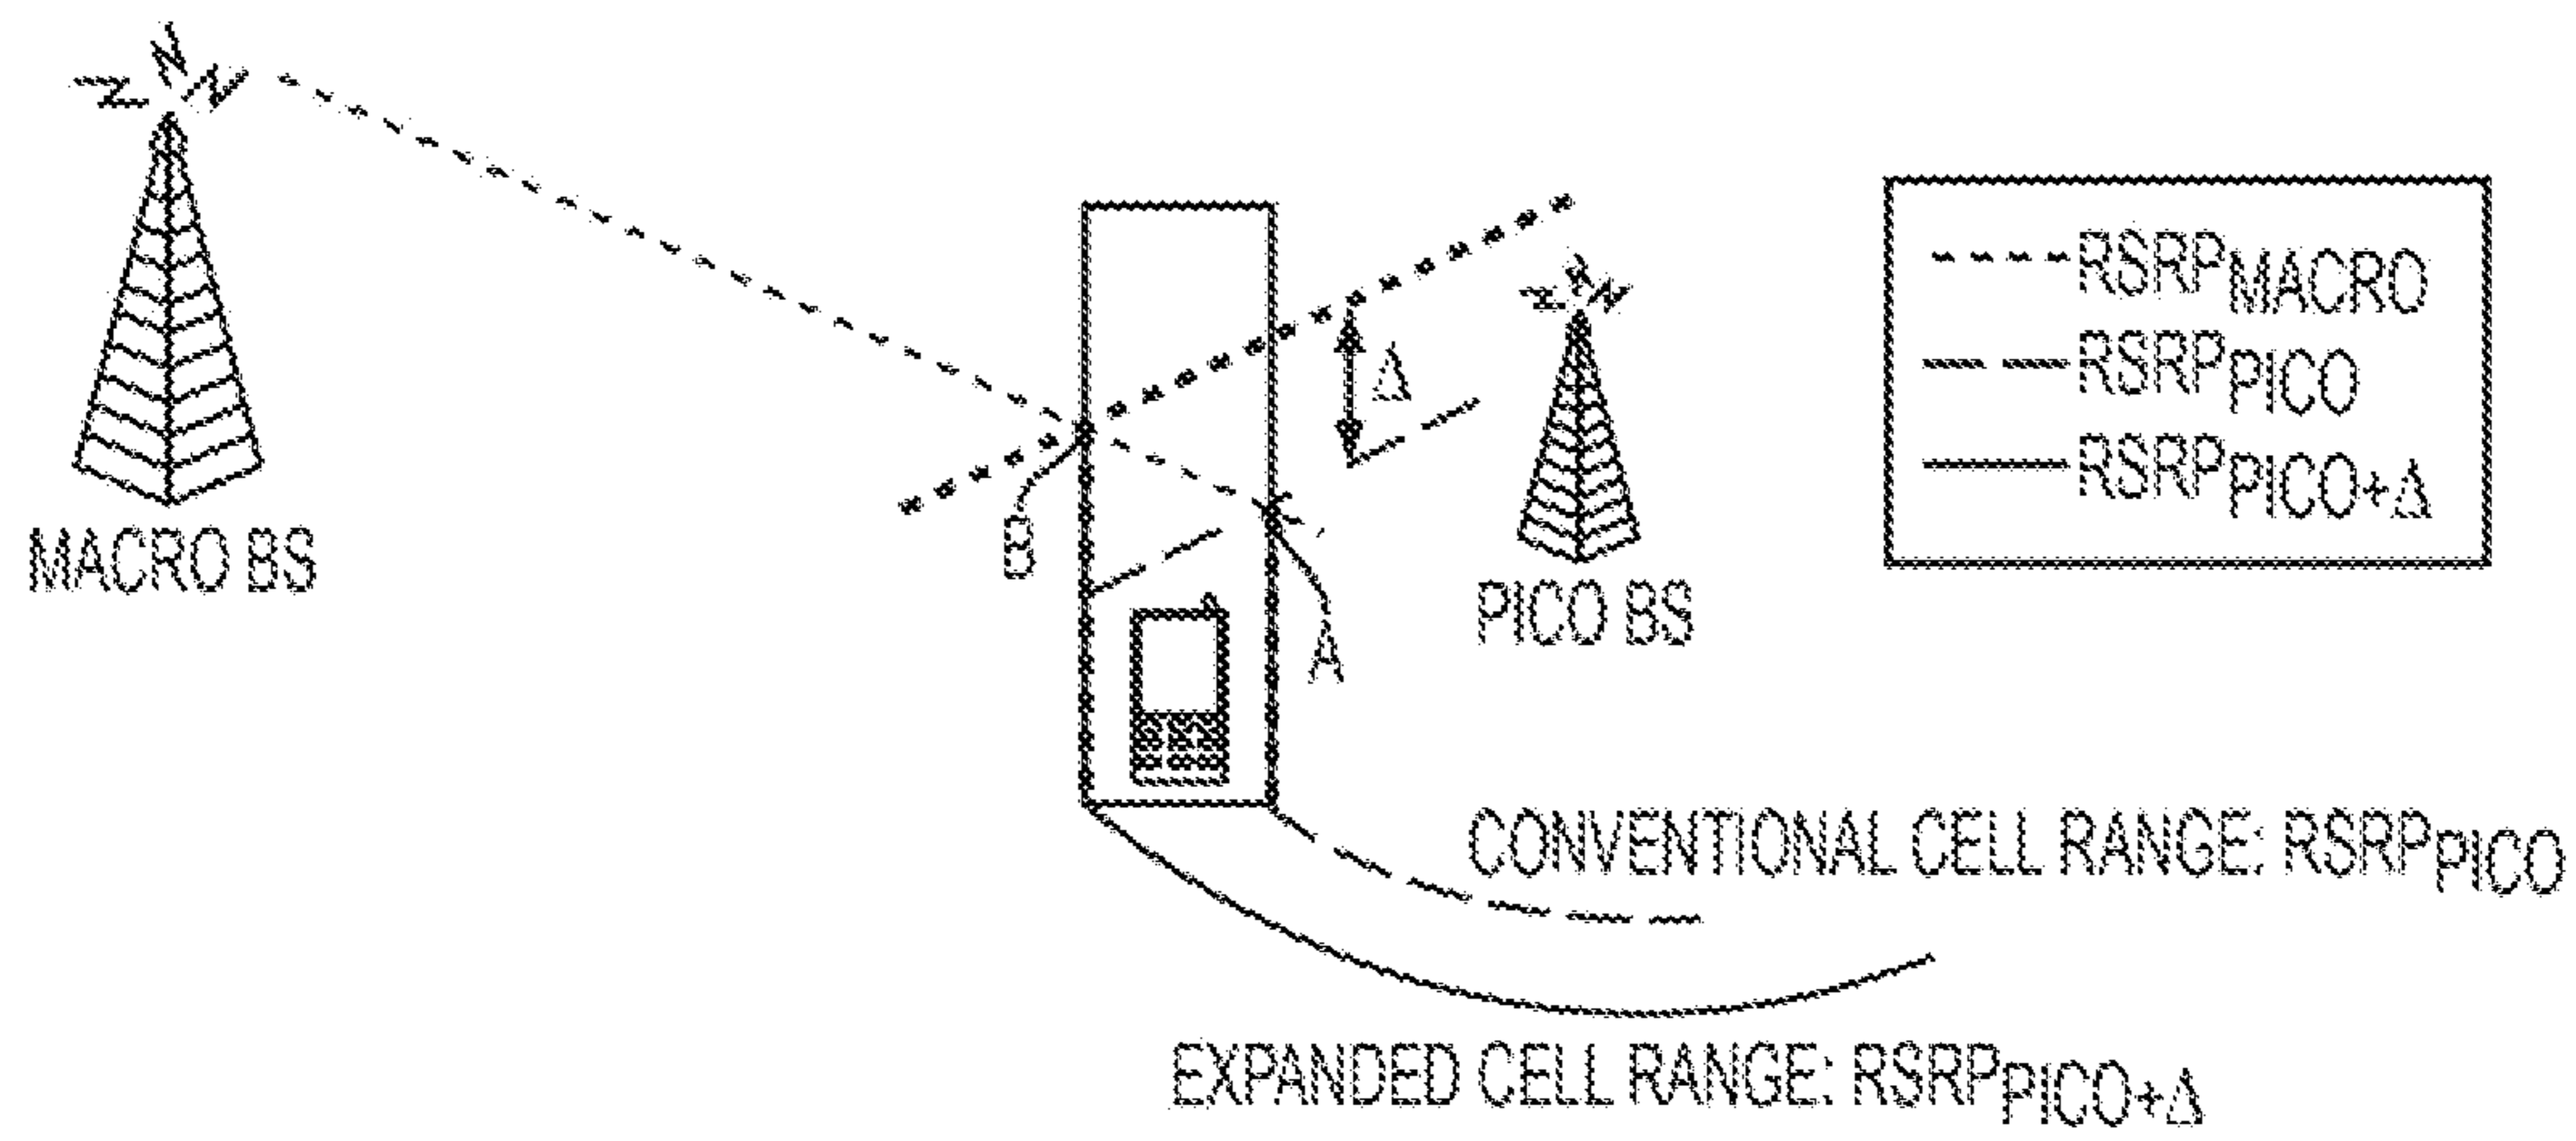 RSRPMACRO
RSRPPICO
RSRPPICO+Δ
Δ
B
MACRO BS
A
PICO BS
CONVENTIONAL CELL RANGE: RSRPPICO
EXPANDED CELL RANGE: RSRPPICO+Δ